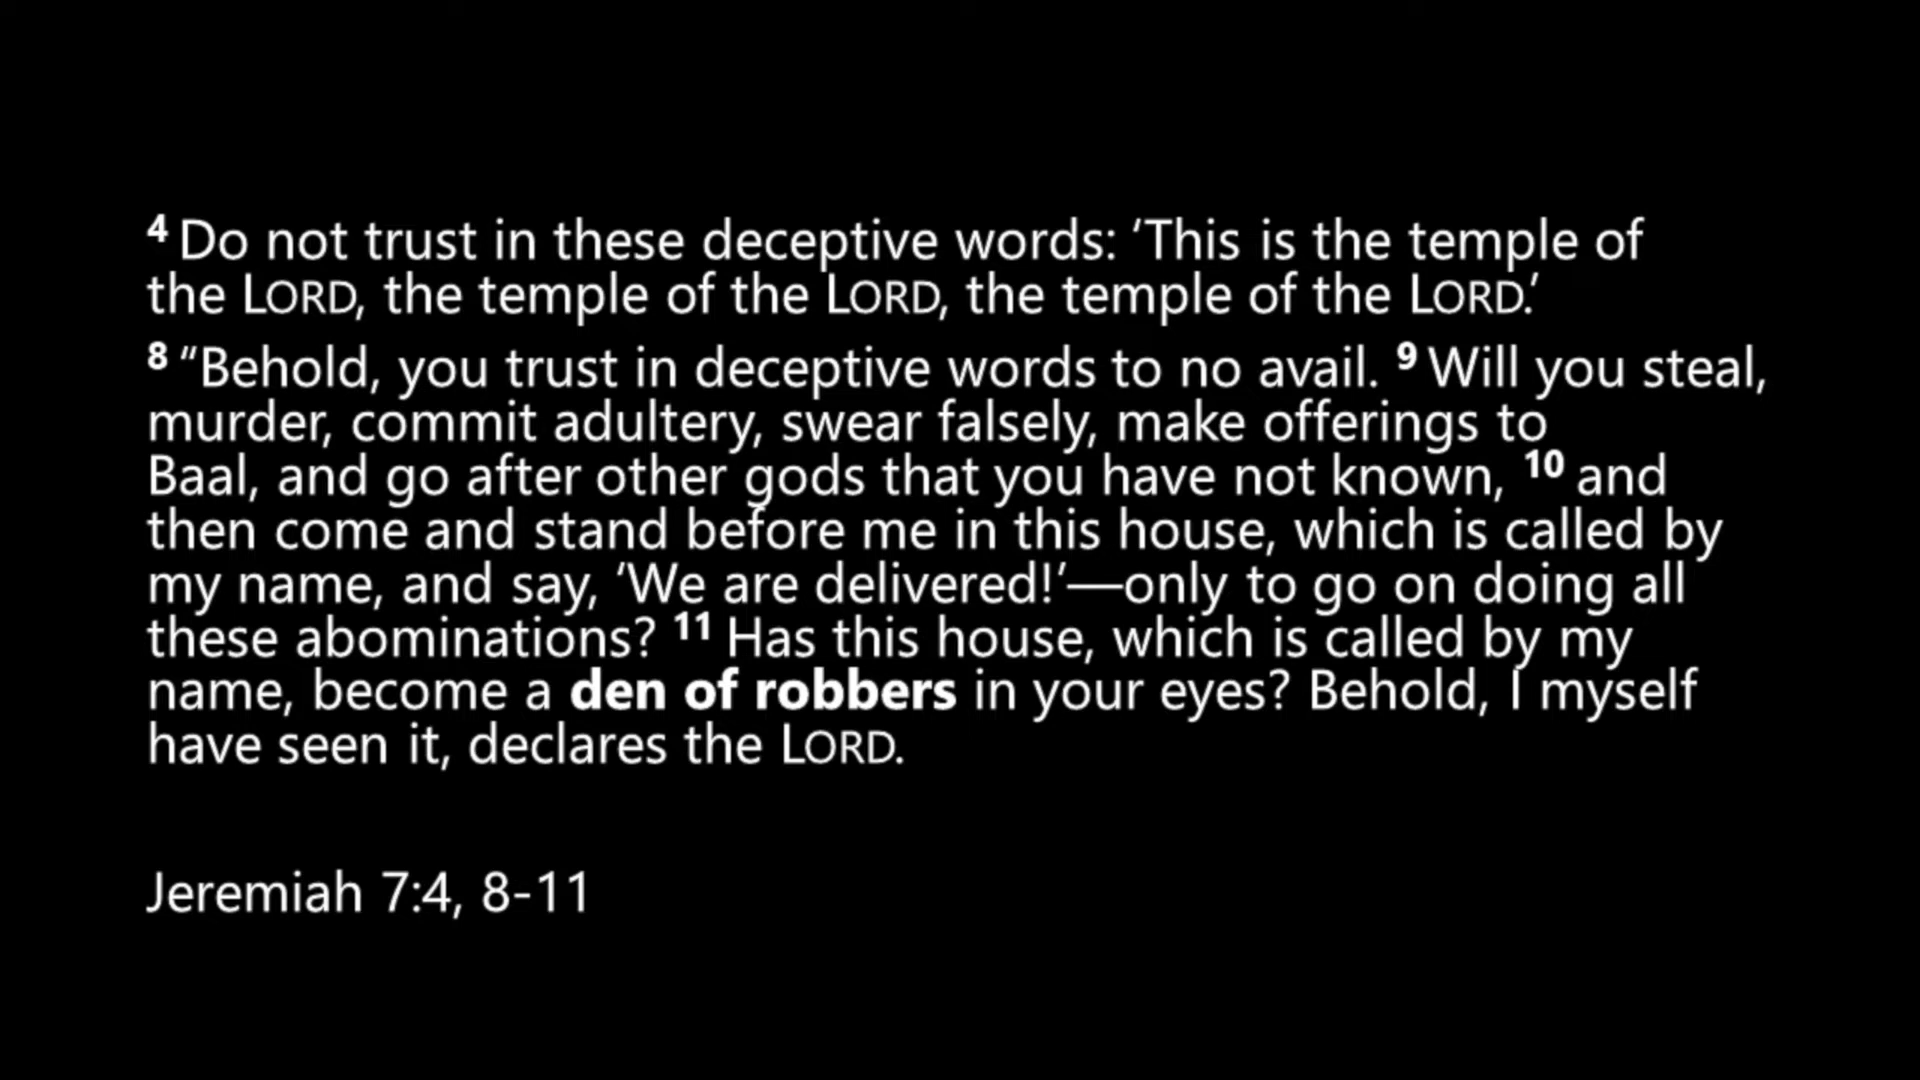 4 Do not trust in these deceptive words: ‘This is the temple of
the LORD, the temple of the LORD, the temple of the LORD.’
8 “Behold, you trust in deceptive words to no avail. 9 Will you steal,
murder, commit adultery, swear falsely, make offerings to
Baal, and go after other gods that you have not known, 10 and
then come and stand before me in this house, which is called by
my name, and say, ‘We are delivered!’—only to go on doing all
these abominations? 11 Has this house, which is called by my
name, become a den of robbers in your eyes? Behold, I myself
have seen it, declares the LORD.
Jeremiah 7:4, 8-11